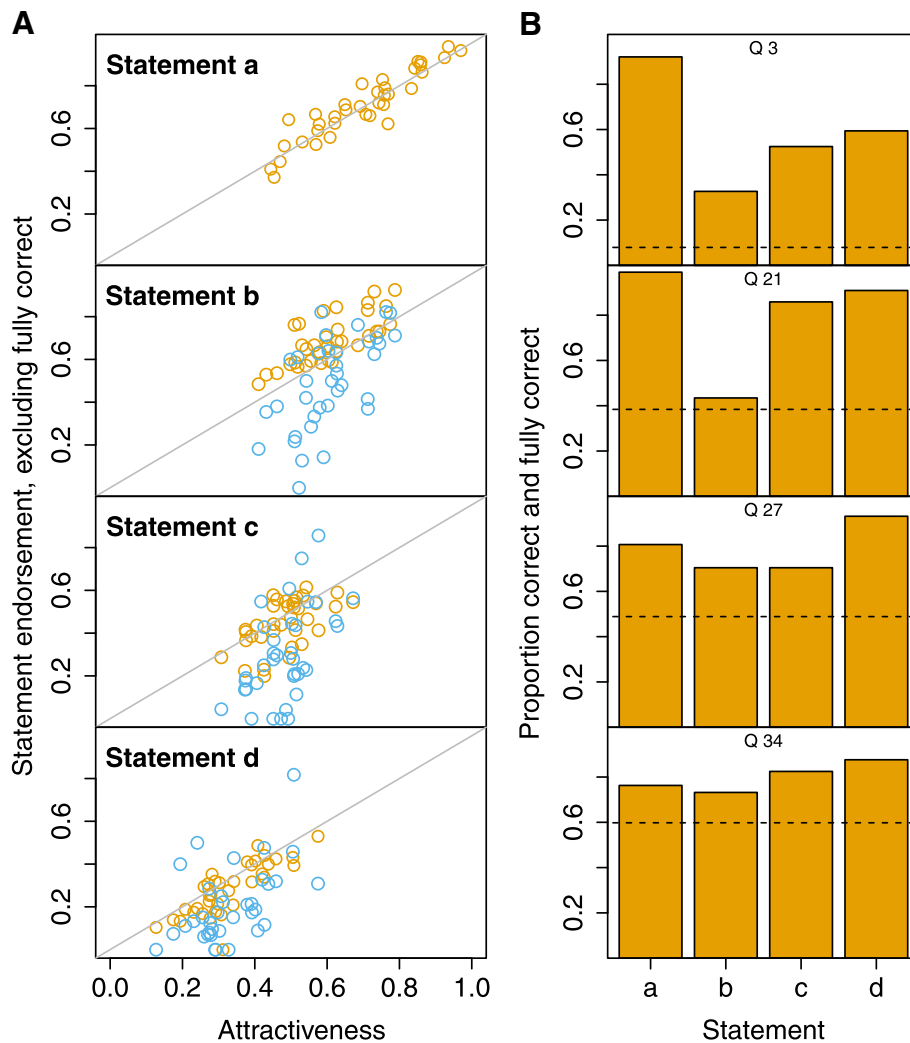 A
B
Statement endorsement, excluding fully correct
Statement a
0.6
0.2
Statement b
0.6
0.2
Statement c
0.6
0.2
Statement d
0.6
0.2
0.0 0.2 0.4 0.6 0.8 1.0
Attractiveness
Proportion correct and fully correct
Q 3
0.6
0.2
Q 21
0.6
0.2
Q 27
0.6
0.2
Q 34
0.6
0.2
a b c d
Statement